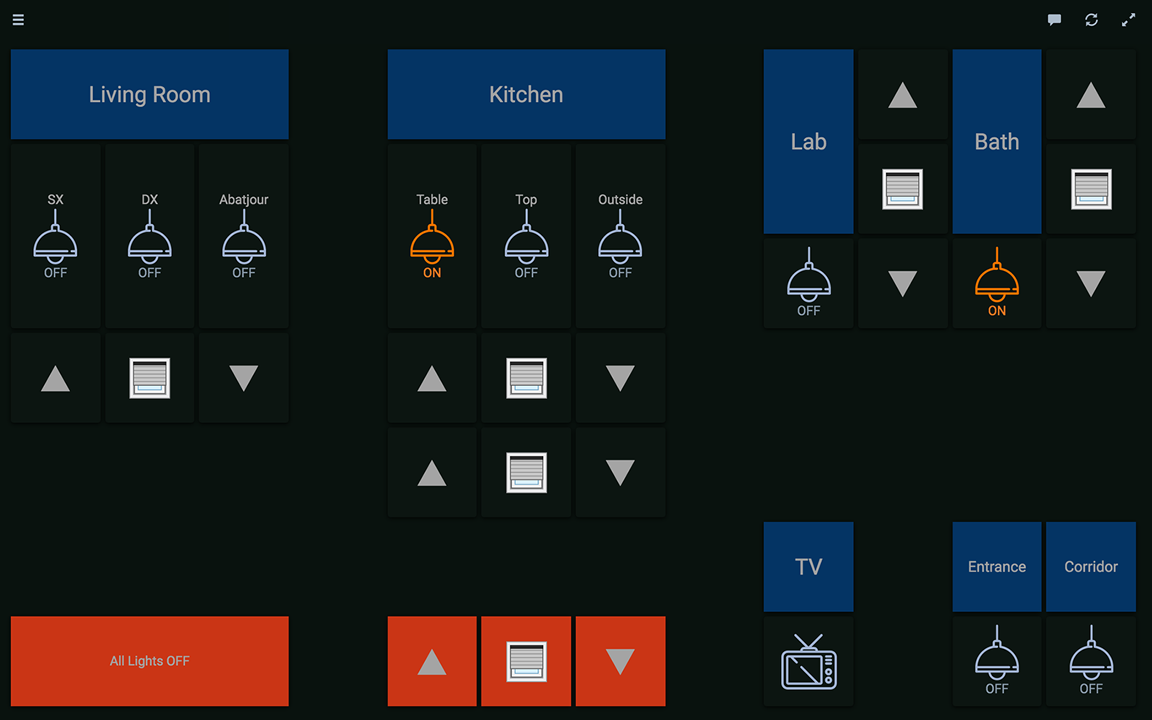 Living Room
SX
OFF
DX
OFF
Abatjour
OFF
All Lights OFF
Kitchen
Table
ON
Top
OFF
Outside
OFF
Lab
OFF
Bath
ON
TV
Entrance
OFF
Corridor
OFF